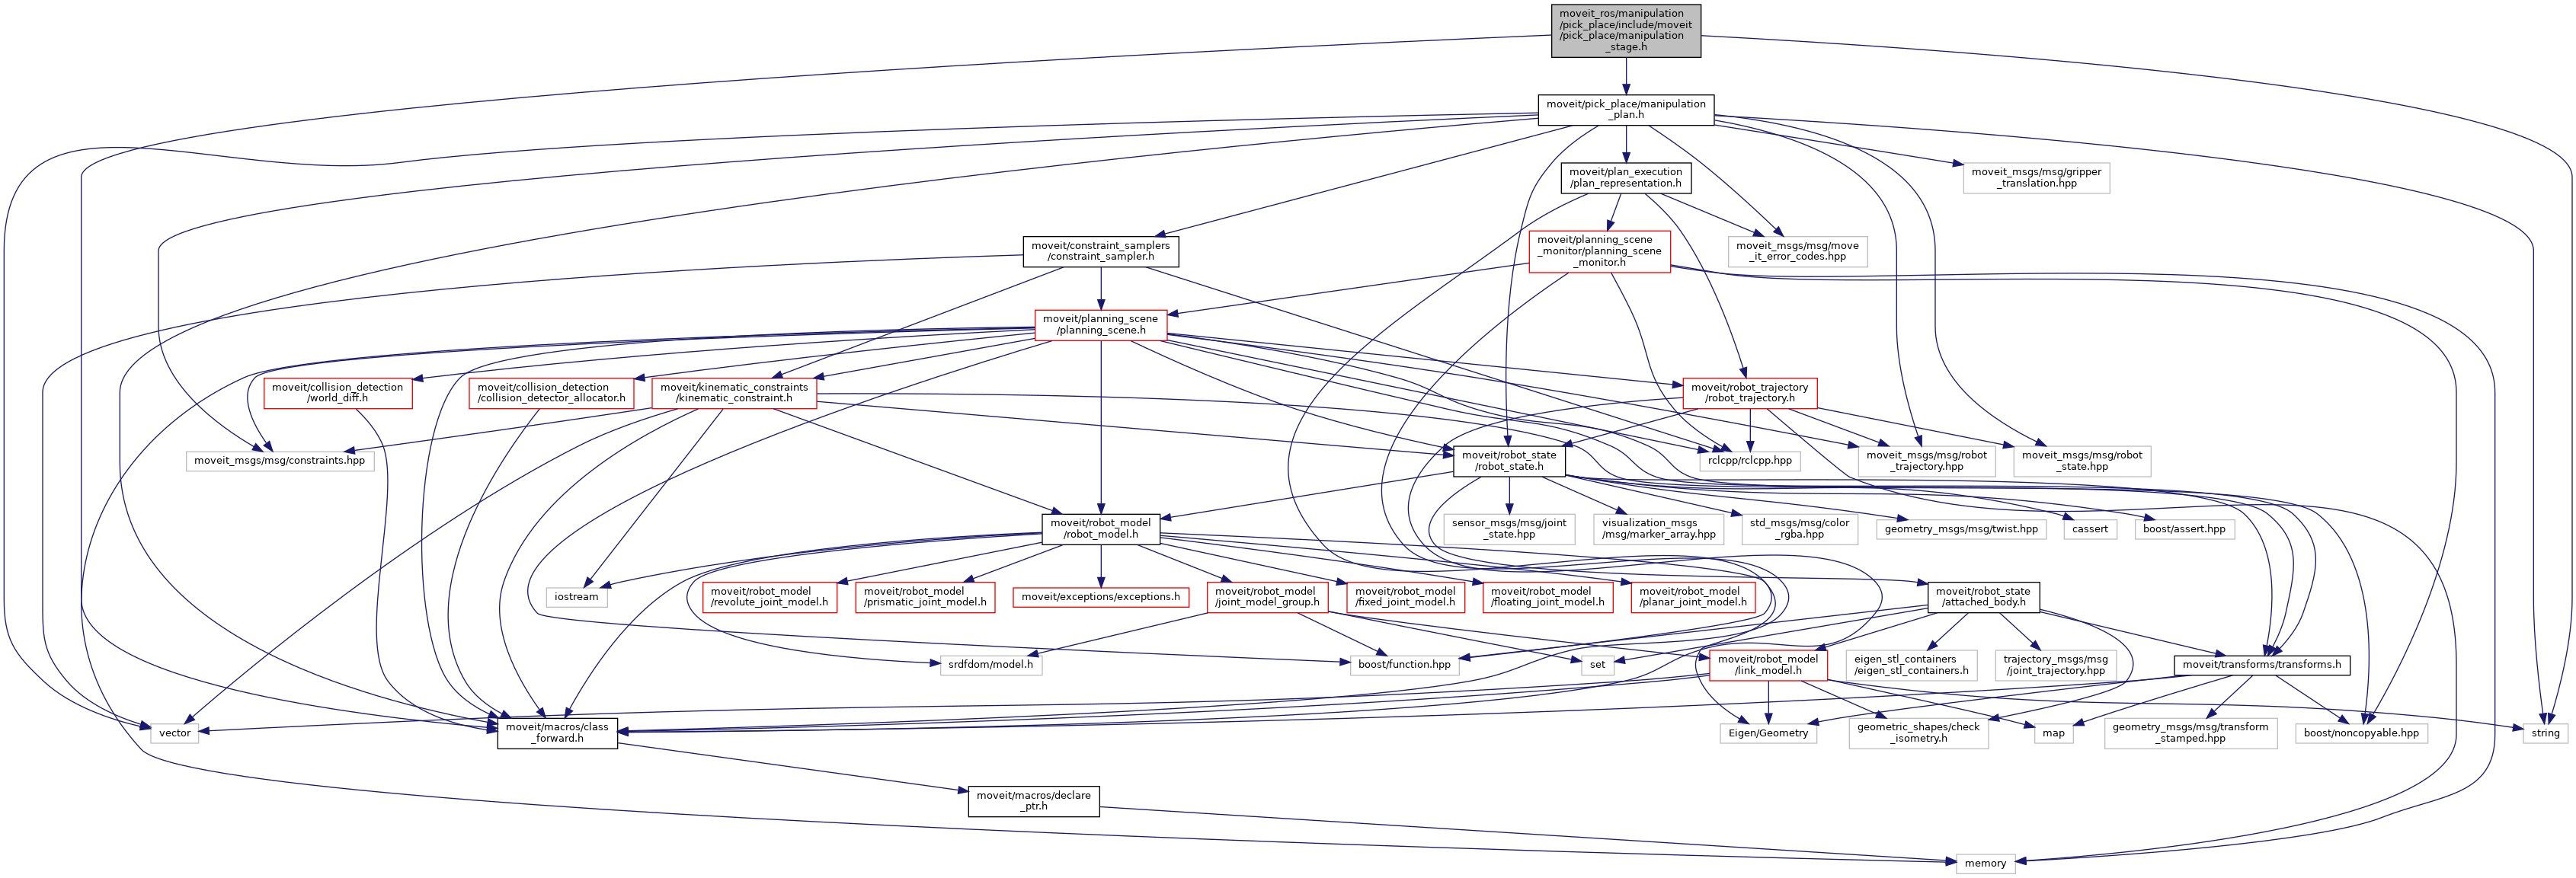 moveit_ros/manipulation
/pick_place/include/moveit
/pick_place/manipulation
_stage.h
moveit/pick_place/manipulation
_plan.h
moveit/plan_execution
/plan_representation.h
moveit_msgs/msg/gripper
_translation.hpp
moveit/constraint_samplers
/constraint_sampler.h
moveit/planning_scene
_monitor/planning_scene
_monitor.h
moveit_msgs/msg/move
_it_error_codes.hpp
moveit/planning_scene
/planning_scene.h
moveit/collision_detection
/world_diff.h
moveit/collision_detection
/collision_detector_allocator.h
moveit/kinematic_constraints
/kinematic_constraint.h
moveit/robot_trajectory
/robot_trajectory.h
moveit_msgs/msg/constraints.hpp
moveit/robot_state
/robot_state.h
rclcpp/rclcpp.hpp
moveit_msgs/msg/robot
_trajectory.hpp
moveit_msgs/msg/robot
_state.hpp
moveit/robot_model
/robot_model.h
sensor_msgs/msg/joint
_state.hpp
visualization_msgs
/msg/marker_array.hpp
std_msgs/msg/color
_rgba.hpp
geometry_msgs/msg/twist.hpp
cassert
boost/assert.hpp
iostream
moveit/robot_model
/revolute_joint_model.h
moveit/robot_model
/prismatic_joint_model.h
moveit/exceptions/exceptions.h
moveit/robot_model
/joint_model_group.h
moveit/robot_model
/fixed_joint_model.h
moveit/robot_model
/floating_joint_model.h
moveit/robot_model
/planar_joint_model.h
moveit/robot_state
/attached_body.h
srdfdom/model.h
boost/function.hpp
set
moveit/robot_model
/link_model.h
eigen_stl_containers
/eigen_stl_containers.h
trajectory_msgs/msg
/joint_trajectory.hpp
moveit/transforms/transforms.h
vector
moveit/macros/class
_forward.h
Eigen/Geometry
geometric_shapes/check
_isometry.h
map
geometry_msgs/msg/transform
_stamped.hpp
boost/noncopyable.hpp
string
moveit/macros/declare
_ptr.h
memory